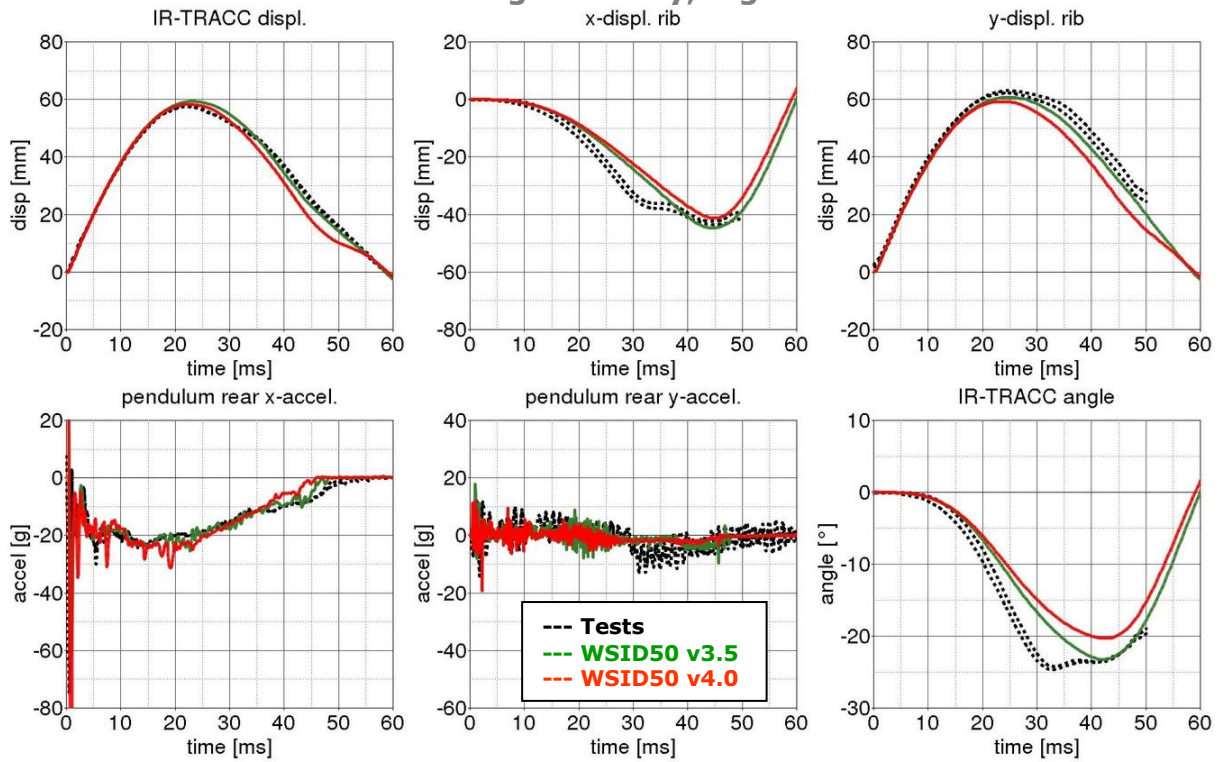 IR-TRACC displ.
x-displ. rib
y-displ. rib
disp [mm]
80
60
40
20
0
-20
0 10 20 30 40 50 60
time [ms]
disp [mm]
20
0
-20
-40
-60
-80
0 10 20 30 40 50 60
time [ms]
disp [mm]
80
60
40
20
0
-20
0 10 20 30 40 50 60
time [ms]
pendulum rear x-accel.
pendulum rear y-accel.
IR-TRACC angle
accel [g]
20
0
-20
-40
-60
-80
0 10 20 30 40 50 60
time [ms]
accel [g]
40
20
0
-20
-40
-60
0 10 20 30 40 50 60
time [ms]
Tests
WSID50 v3.5
WSID50 v4.0
angle [°]
10
0
-10
-20
-30
0 10 20 30 40 50 60
time [ms]